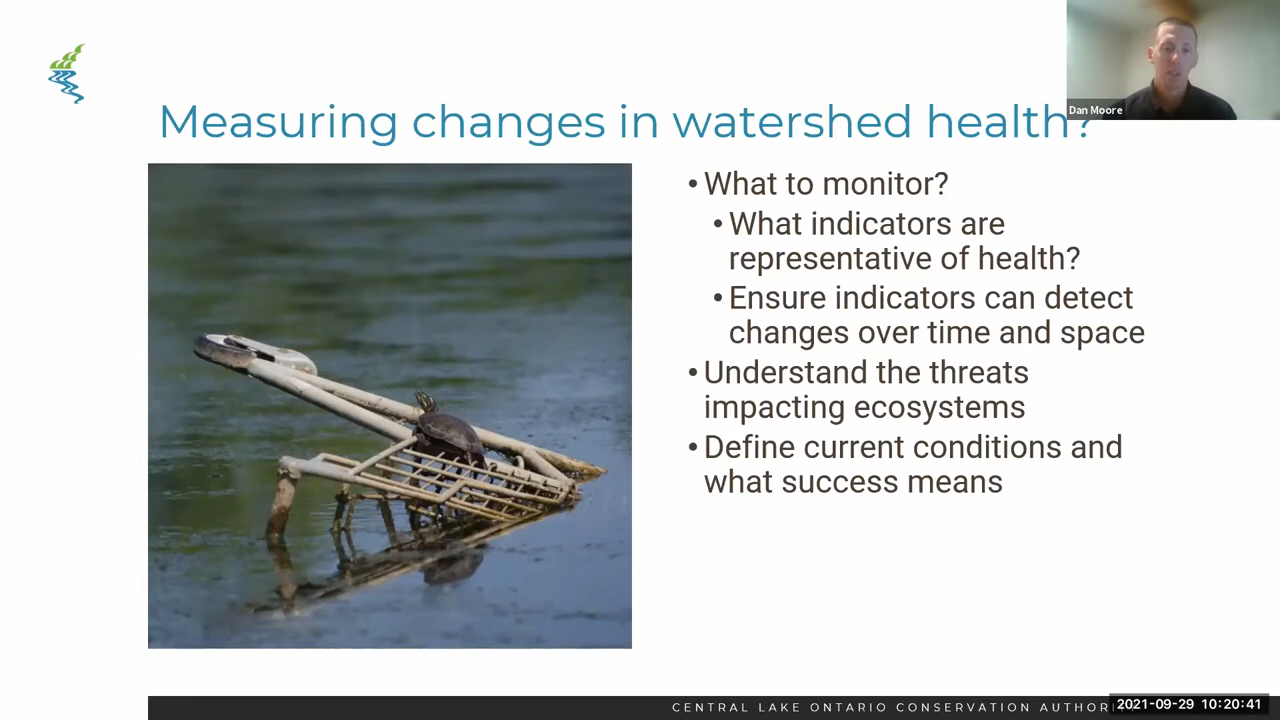 Dan Moore
Measuring changes in watershed health?
• What to monitor?
• What indicators are
representative of health?
• Ensure indicators can detect
changes over time and space
• Understand the threats
impacting ecosystems
• Define current conditions and
what success means
CENTRAL LAKE ONTARIO CONSERVATION
2021-09-29 10:20:41